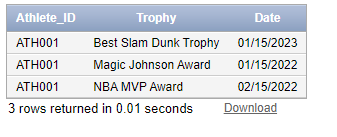 Athlete_ID Trophy Date
ATH001 Best Slam Dunk Trophy 01/15/2023
ATH001 Magic Johnson Award 01/15/2022
ATH001 NBA MVP Award 02/15/2022
3 rows returned in 0.01 seconds Download